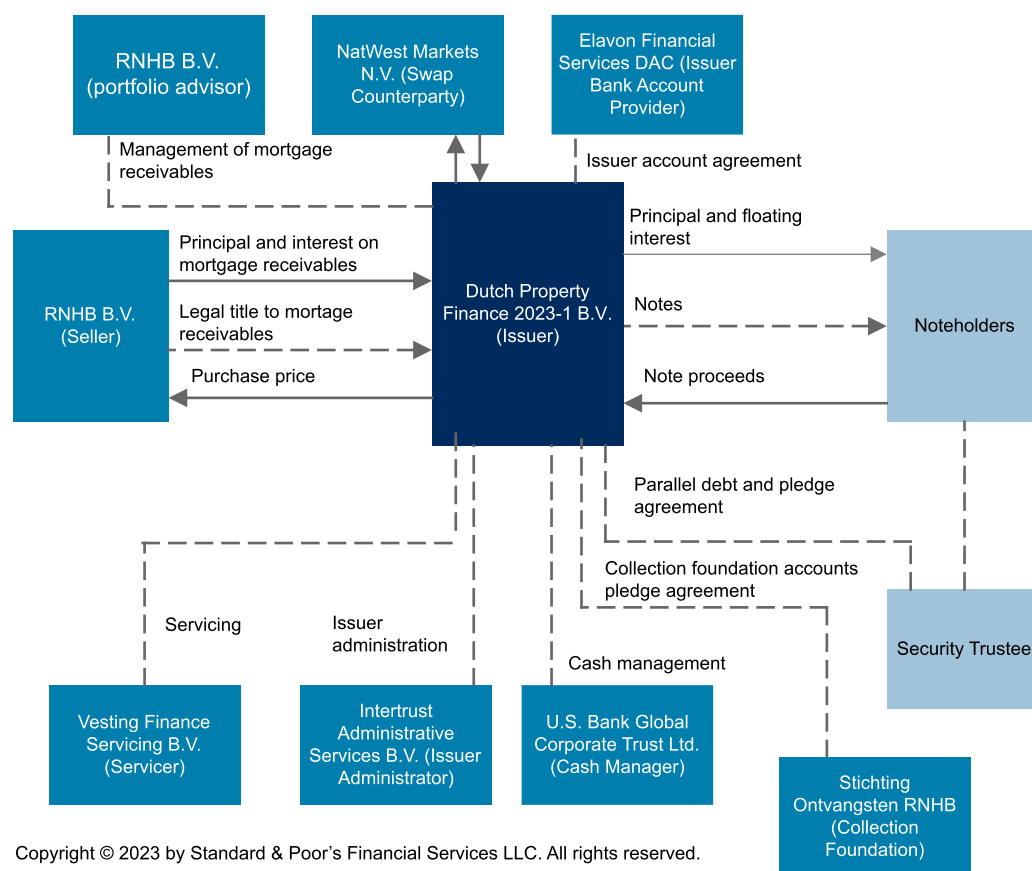 RNHB B.V.
(portfolio advisor)
NatWest Markets
N.V. (Swap
Counterparty)
Elavon Financial
Services DAC (Issuer
Bank Account
Provider)
Management of mortgage
receivables
Issuer account agreement
Principal and floating
interest
Principal and interest on
mortgage receivables
RNHB B.V.
(Seller)
Legal title to mortage
receivables
Purchase price
Dutch Property
Finance 2023-1 B.V.
(Issuer)
Notes
Noteholders
Note proceeds
Parallel debt and pledge
agreement
Collection foundation accounts
pledge agreement
Servicing
Issuer
administration
Cash management
Security Trustee
Vesting Finance
Servicing B.V.
(Servicer)
Intertrust
Administrative
Services B.V. (Issuer
Administrator)
U.S. Bank Global
Corporate Trust Ltd.
(Cash Manager)
Stichting
Ontvangsten RNHB
(Collection
Foundation)
Copyright © 2023 by Standard & Poor’s Financial Services LLC. All rights reserved.